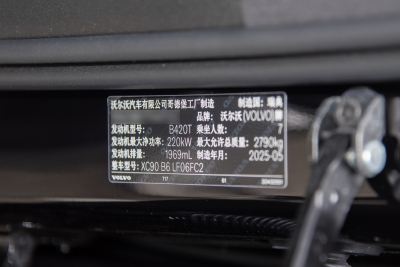 沃尔沃汽车有限公司哥德堡工厂制造 制造国: 瑞典
品牌: 沃尔沃(VOLVO)牌
发动机型号: B420T 乘坐人数: 7
发动机最大净功率: 220kW 最大允许总质量: 2790kg
发动机排量: 1969mL 制造年月: 2025-05
整车型号: XC90 B6 LF06FC2
VOLVO 717 61